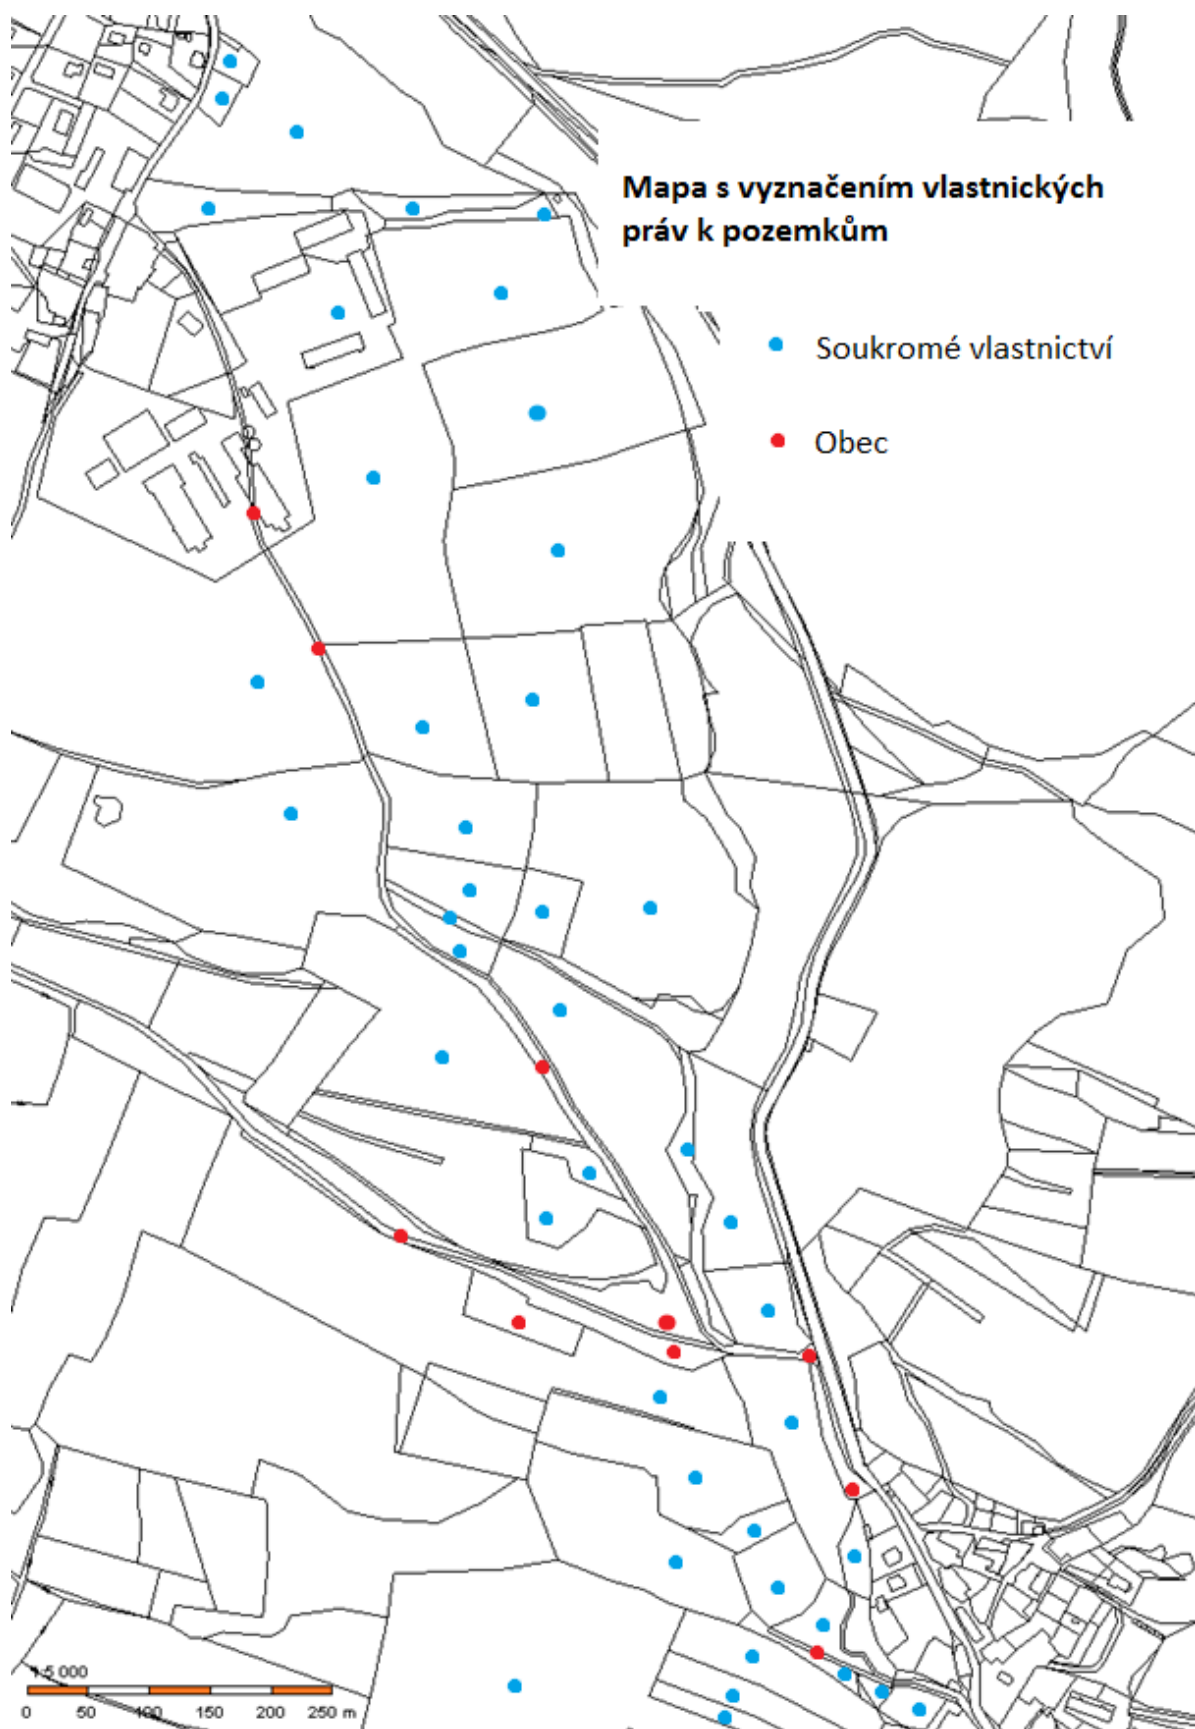 Mapa s vyznačením vlastnických
práv k pozemkům
Soukromé vlastnictví
Obec
1:5 000
0 50 100 150 200 250 m